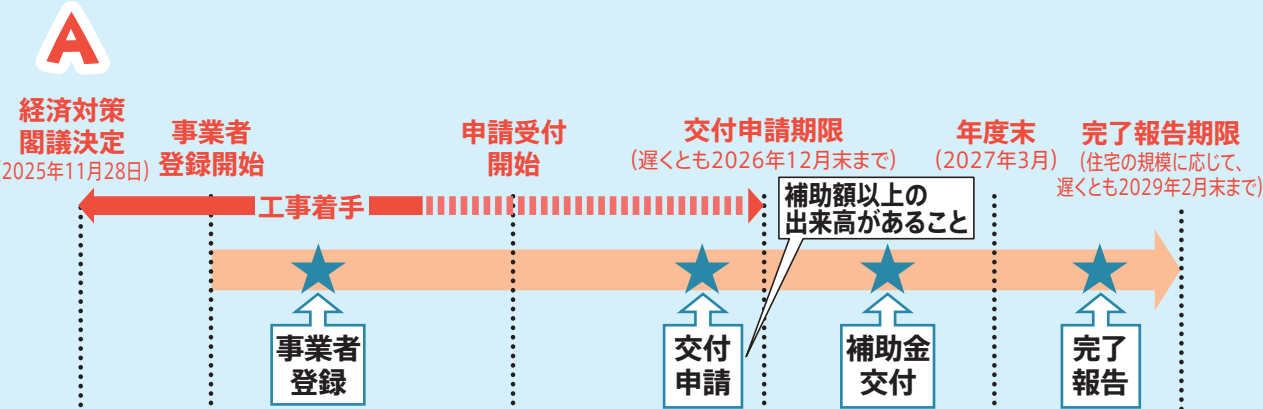 A
経済対策
閣議決定
2025年11月28日)
事業者
登録開始
申請受付
開始
交付申請期限
(遅くとも2026年12月末まで)
年度末
(2027年3月)
完了報告期限
(住宅の規模に応じて、
遅くとも2029年2月末まで)
工事着手
補助額以上の
出来高があること
事業者
登録
交付
申請
補助金
交付
完了
報告